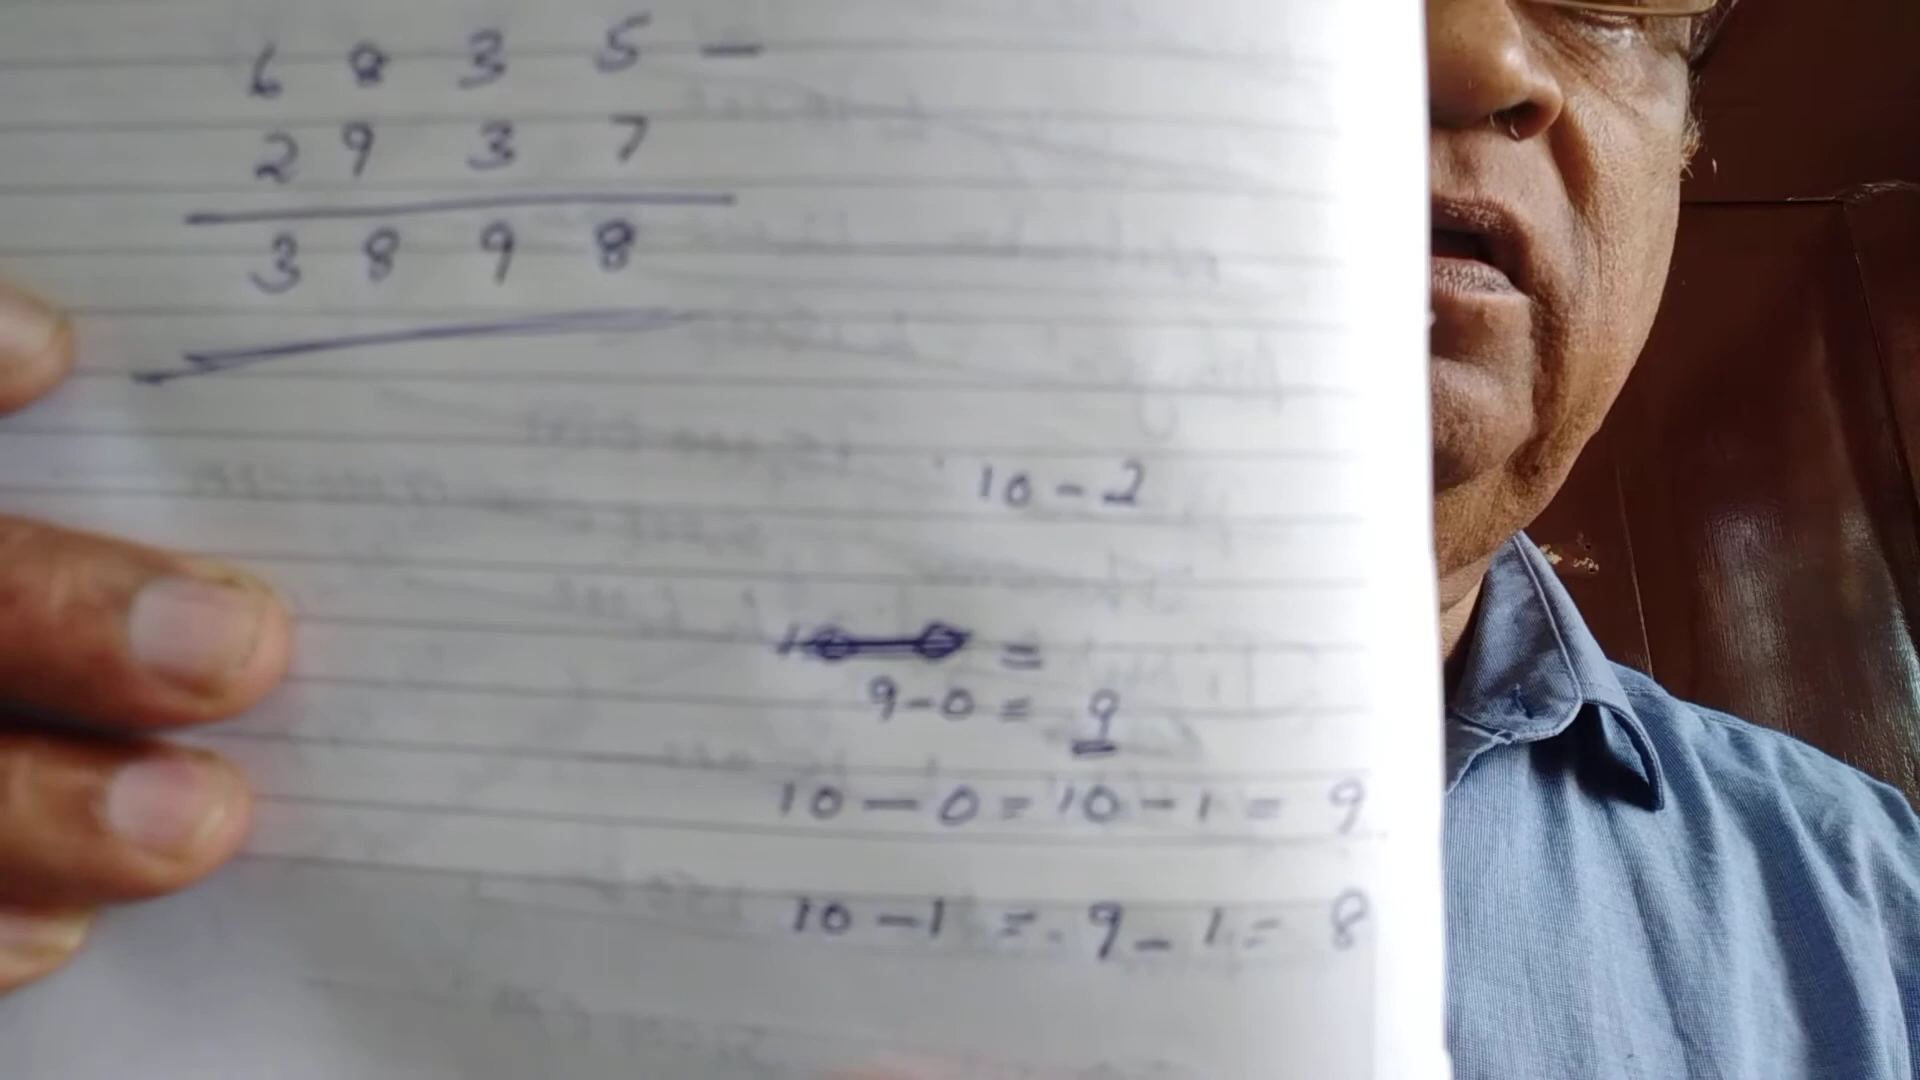 6 8 3 5 -
2 9 3 7
3 8 9 8
10 - 2
=
9 - 0 = 9
10 - 0 = 10 - 1 = 9
10 - 1 = . 9 - 1 = 8